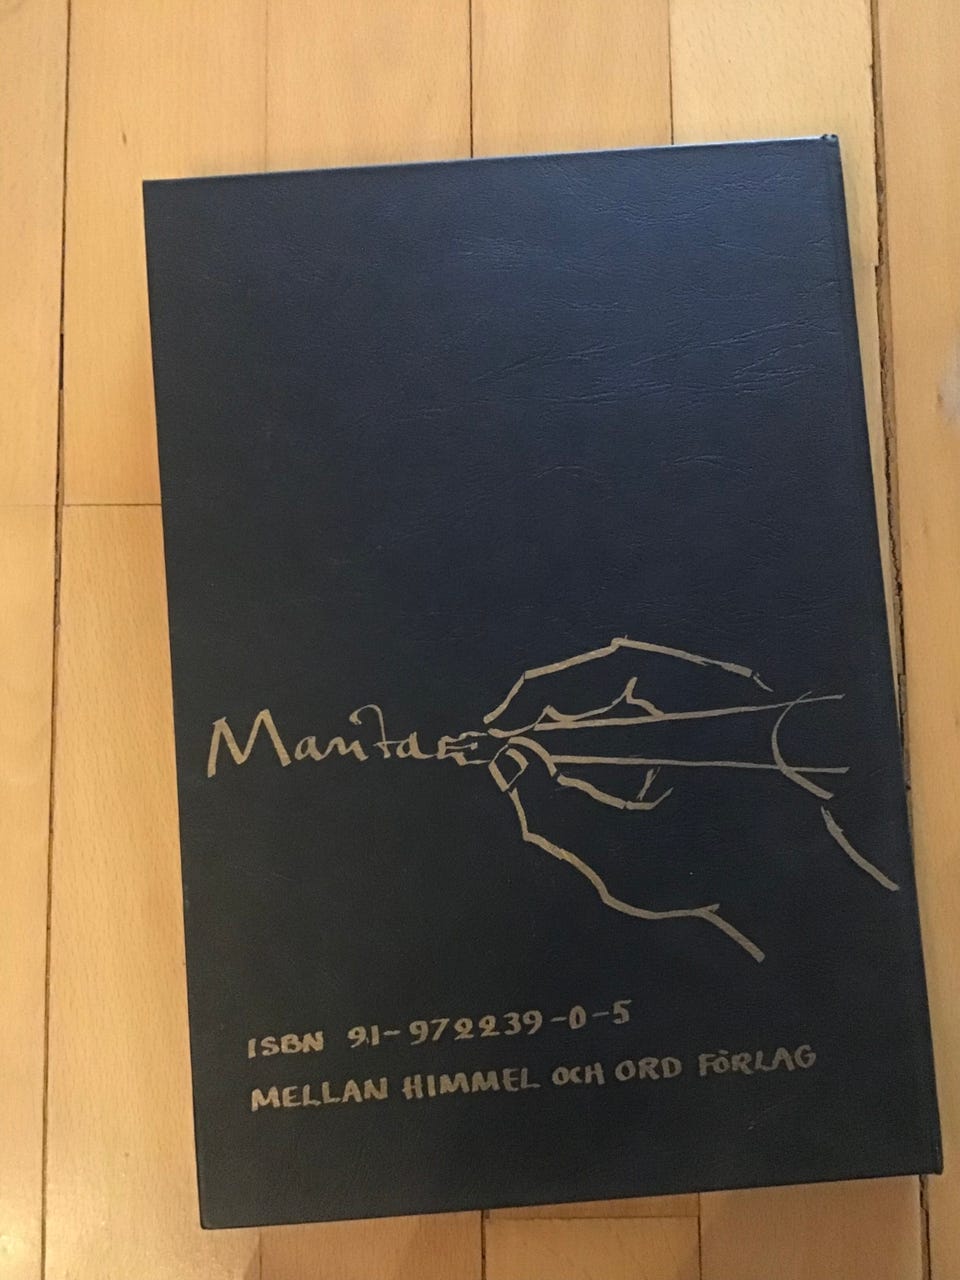 ISBN 91-972239-0-5
MELLAN HIMMEL OCH ORD FÖRLAG